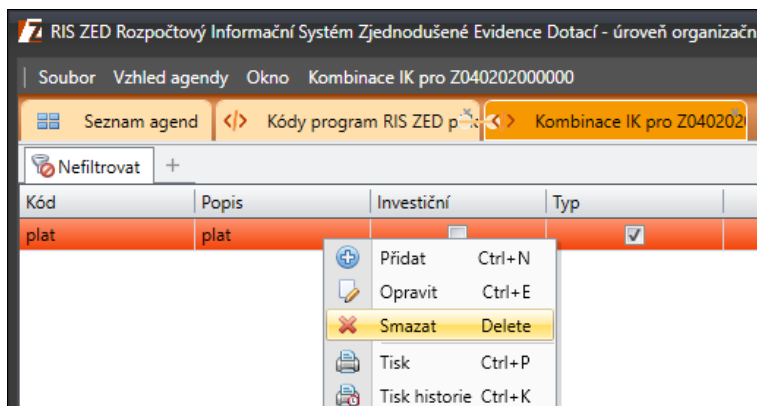 RIS ZED Rozpočtový Informační Systém Zjednodušené Evidence Dotací - úroveň organizačn
Soubor Vzhled agendy Okno Kombinace IK pro Z040202000000
Seznam agend </> Kódy program RIS ZED < > Kombinace IK pro Z040202
Nefiltrovat +
Kód Popis Investiční Typ
plat plat
Přidat Ctrl+N
Opravit Ctrl+E
Smazat Delete
Tisk Ctrl+P
Tisk historie Ctrl+K